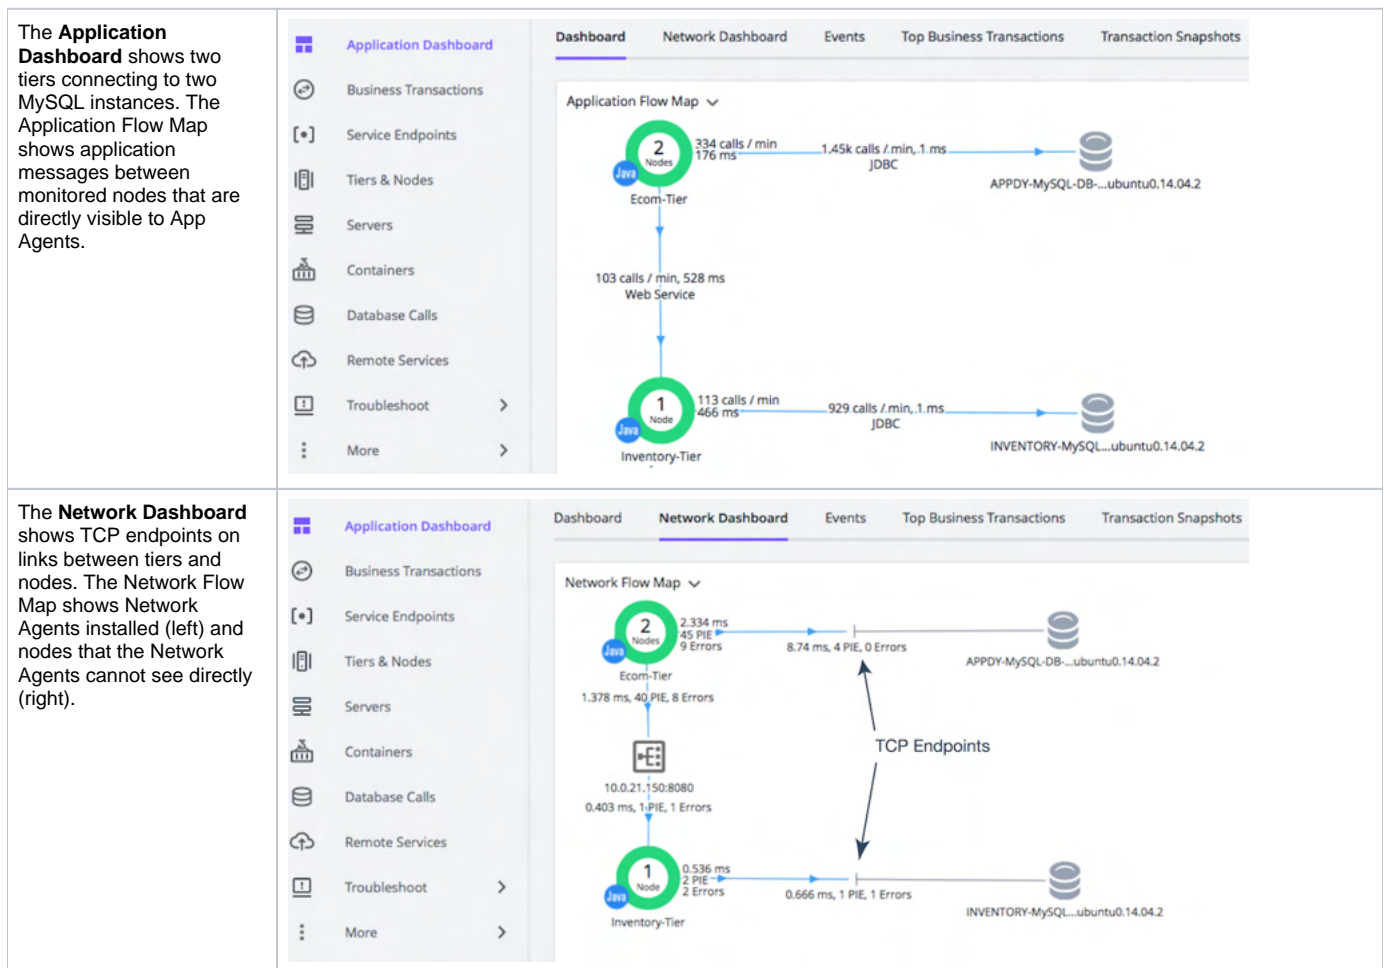 The Application
Dashboard shows two
tiers connecting to two
MySQL instances. The
Application Flow Map
shows application
messages between
monitored nodes that are
directly visible to App
Agents.
Application Dashboard
Business Transactions
Service Endpoints
Tiers & Nodes
Servers
Containers
Database Calls
Remote Services
Troubleshoot
More
Dashboard Network Dashboard Events Top Business Transactions Transaction Snapshots
Application Flow Map
2
Nodes
Java
Ecom-Tier
334 calls / min
176 ms
1.45k calls / min, 1 ms
JDBC
APPDY-MySQL-DB-...ubuntu0.14.04.2
103 calls / min, 528 ms
Web Service
1
Node
Java
Inventory-Tier
113 calls / min
466 ms
929 calls / min, 1 ms
JDBC
INVENTORY-MySQL...ubuntu0.14.04.2
The Network Dashboard
shows TCP endpoints on
links between tiers and
nodes. The Network Flow
Map shows Network
Agents installed (left) and
nodes that the Network
Agents cannot see directly
(right).
Application Dashboard
Business Transactions
Service Endpoints
Tiers & Nodes
Servers
Containers
Database Calls
Remote Services
Troubleshoot
More
Dashboard Network Dashboard Events Top Business Transactions Transaction Snapshots
Network Flow Map
2
Nodes
Java
Ecom-Tier
2.334 ms
45 PIE
9 Errors
8.74 ms, 4 PIE, 0 Errors
APPDY-MySQL-DB-...ubuntu0.14.04.2
1.378 ms, 40 PIE, 8 Errors
TCP Endpoints
10.0.21.150:8080
0.403 ms, 1 PIE, 1 Errors
1
Node
Java
Inventory-Tier
0.536 ms
2 PIE
2 Errors
0.666 ms, 1 PIE, 1 Errors
INVENTORY-MySQL...ubuntu0.14.04.2